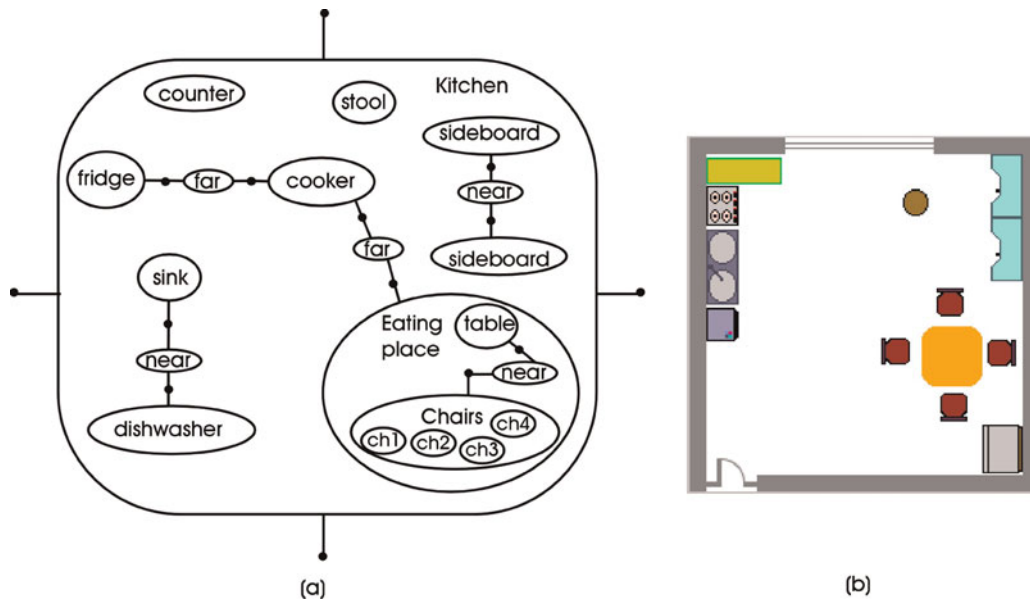 Kitchen
counter
stool
sideboard
fridge
far
cooker
near
far
sideboard
sink
Eating
place
table
near
near
dishwasher
Chairs
ch1
ch2
ch3
ch4
(a)
(b)